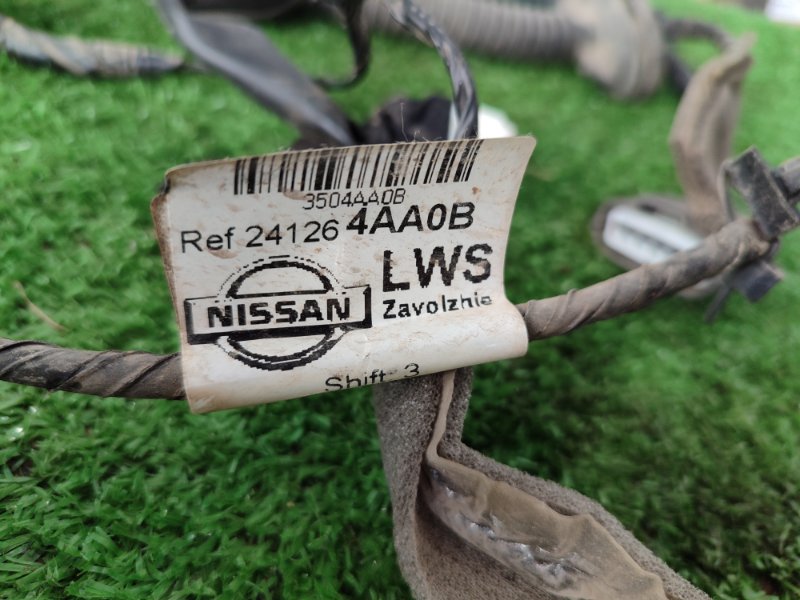 3504AA0B
Ref 24126 4AA0B
NISSAN
LWS
Zavolzhie
Shift 3